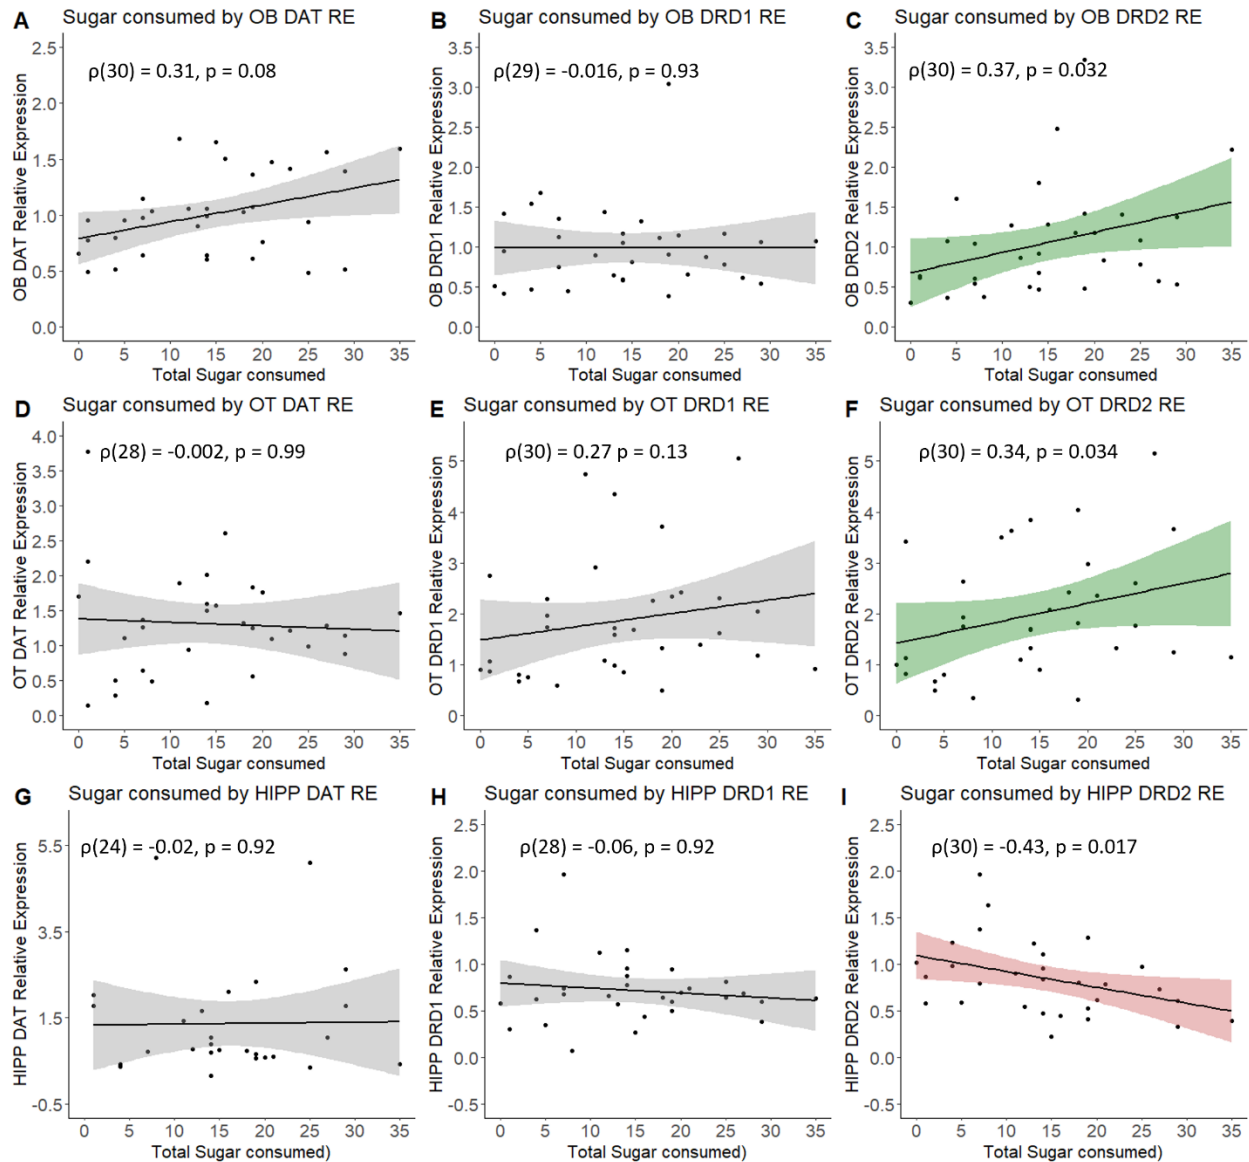 A Sugar consumed by OB DAT RE
ρ(30) = 0.31, p = 0.08
OB DAT Relative Expression
2.5
2.0
1.5
1.0
0.5
0.0
0 5 10 15 20 25 30 35
Total Sugar consumed
B Sugar consumed by OB DRD1 RE
ρ(29) = -0.016, p = 0.93
OB DRD1 Relative Expression
3.5
3.0
2.5
2.0
1.5
1.0
0.5
0.0
0 5 10 15 20 25 30 35
Total Sugar consumed
C Sugar consumed by OB DRD2 RE
ρ(30) = 0.37, p = 0.032
OB DRD2 Relative Expression
3.5
3.0
2.5
2.0
1.5
1.0
0.5
0.0
0 5 10 15 20 25 30 35
Total Sugar consumed
D Sugar consumed by OT DAT RE
ρ(28) = -0.002, p = 0.99
OT DAT Relative Expression
4.0
3.5
3.0
2.5
2.0
1.5
1.0
0.5
0.0
0 5 10 15 20 25 30 35
Total Sugar consumed
E Sugar consumed by OT DRD1 RE
ρ(30) = 0.27 p = 0.13
OT DRD1 Relative Expression
5
4
3
2
1
0
0 5 10 15 20 25 30 35
Total Sugar consumed
F Sugar consumed by OT DRD2 RE
ρ(30) = 0.34, p = 0.034
OT DRD2 Relative Expression
5
4
3
2
1
0
0 5 10 15 20 25 30 35
Total Sugar consumed
G Sugar consumed by HIPP DAT RE
ρ(24) = -0.02, p = 0.92
HIPP DAT Relative Expression
5.5
3.5
1.5
-0.5
0 5 10 15 20 25 30 35
Total Sugar consumed)
H Sugar consumed by HIPP DRD1 RE
ρ(28) = -0.06, p = 0.92
HIPP DRD1 Relative Expression
2.5
2.0
1.5
1.0
0.5
0.0
-0.5
0 5 10 15 20 25 30 35
Total Sugar consumed)
I Sugar consumed by HIPP DRD2 RE
ρ(30) = -0.43, p = 0.017
HIPP DRD2 Relative Expression
2.5
2.0
1.5
1.0
0.5
0.0
-0.5
0 5 10 15 20 25 30 35
Total Sugar consumed)